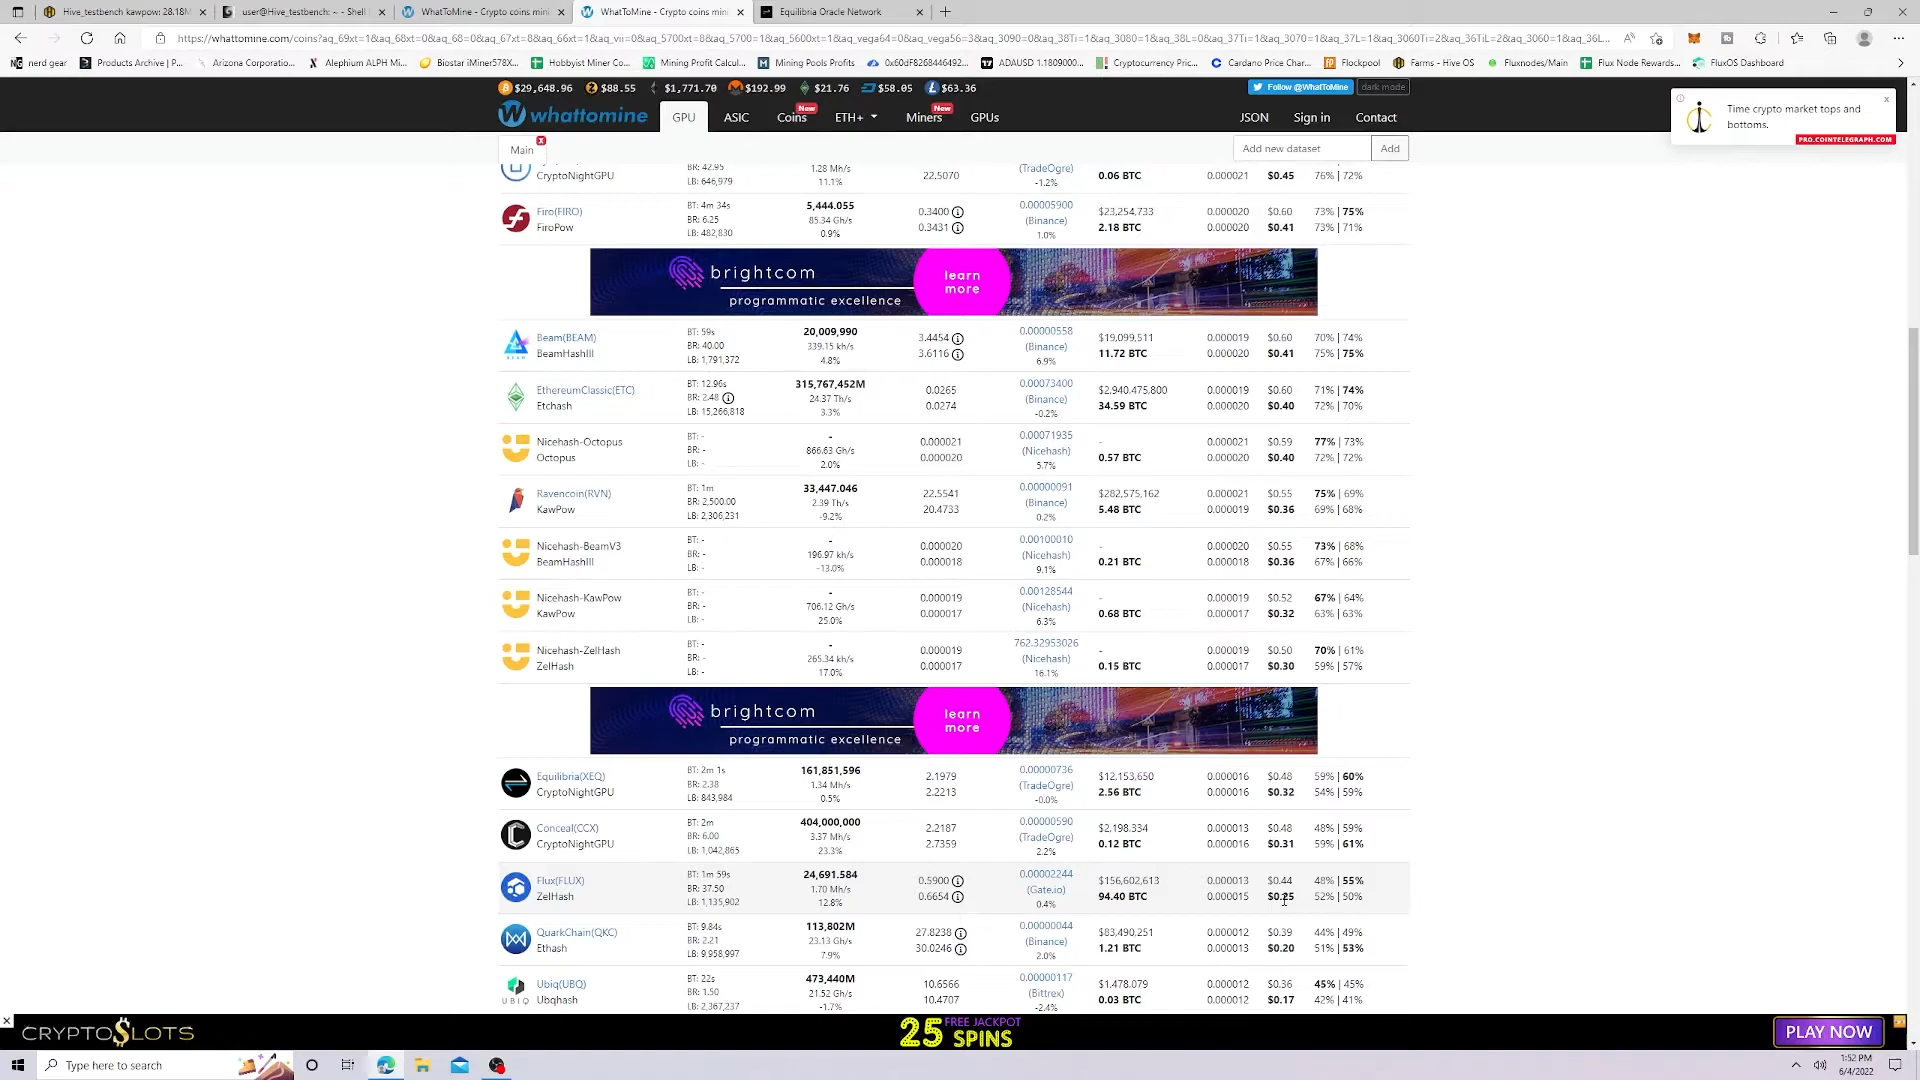 Hive_testbench kawpow: 28.18M
user@Hive_testbench: ~ - Shell
WhatToMine - Crypto coins mini
WhatToMine - Crypto coins mini
Equilibria Oracle Network
https://whattomine.com/coins?aq_69xt=1&aq_68xt=0&aq_68=0&aq_67xt=8&aq_66xt=1&aq_vii=0&aq_5700xt=8&aq_5700=1&aq_5600xt=1&aq_vega64=0&aq_vega56=3&aq_3090=0&aq_38Ti=1&aq_3080=1&aq_38L=0&aq_37Ti=1&aq_3070=1&aq_37L=1&aq_3060Ti=2&aq_36TiL=2&aq_3060=1&aq_36L...
nerd gear
Products Archive | P...
Arizona Corporatio...
Alephium ALPH Mi...
Biostar iMiner578X...
Hobbyist Miner Co...
Mining Profit Calcul...
Mining Pools Profits
0x60df8268446492...
ADAUSD 1.1809000...
Cryptocurrency Pric...
Cardano Price Char...
Flockpool
Farms - Hive OS
Fluxnodes/Main
Flux Node Rewards...
FluxOS Dashboard
$29,648.96 $88.55 $1,771.70 $192.99 $21.76 $58.05 $63.36
Follow @WhatToMine
dark mode
whattomine
GPU ASIC Coins New ETH+ Miners New GPUs
JSON Sign in Contact
Time crypto market tops and
bottoms.
PRO.COINTELEGRAPH.COM
Main
Add new dataset
Add
CryptoNightGPU
BR: 42.95
LB: 646,979
1.28 Mh/s
11.1%
22.5070
(TradeOgre)
-1.2%
0.06 BTC
0.000021
$0.45
76% | 72%
Firo(FIRO)
FiroPow
BT: 4m 34s
BR: 6.25
LB: 482,830
5,444.055
85.34 Gh/s
0.9%
0.3400
0.3431
0.00005900
(Binance)
1.0%
$23,254,733
2.18 BTC
0.000020
0.000020
$0.60
$0.41
73% | 75%
73% | 71%
brightcom
programmatic excellence
learn
more
Beam(BEAM)
BeamHashIII
BT: 59s
BR: 40.00
LB: 1,791,372
20,009,990
339.15 kh/s
4.8%
3.4454
3.6116
0.00000558
(Binance)
6.9%
$19,099,511
11.72 BTC
0.000019
0.000020
$0.60
$0.41
70% | 74%
75% | 75%
EthereumClassic(ETC)
Etchash
BT: 12.96s
BR: 2.48
LB: 15,266,818
315,767,452M
24.37 Th/s
3.3%
0.0265
0.0274
0.00073400
(Binance)
-0.2%
$2,940,475,800
34.59 BTC
0.000019
0.000020
$0.60
$0.40
71% | 74%
72% | 70%
Nicehash-Octopus
Octopus
BT: -
BR: -
LB: -
-
866.63 Gh/s
2.0%
0.000021
0.000020
0.00071935
(Nicehash)
5.7%
-
0.57 BTC
0.000021
0.000020
$0.59
$0.40
77% | 73%
72% | 72%
Ravencoin(RVN)
KawPow
BT: 1m
BR: 2,500.00
LB: 2,306,231
33,447.046
2.39 Th/s
-9.2%
22.5541
20.4733
0.00000091
(Binance)
0.2%
$282,575,162
5.48 BTC
0.000021
0.000019
$0.55
$0.36
75% | 69%
69% | 68%
Nicehash-BeamV3
BeamHashIII
BT: -
BR: -
LB: -
-
196.97 kh/s
-13.0%
0.000020
0.000018
0.00100010
(Nicehash)
9.1%
-
0.21 BTC
0.000020
0.000018
$0.55
$0.36
73% | 68%
67% | 66%
Nicehash-KawPow
KawPow
BT: -
BR: -
LB: -
-
706.12 Gh/s
25.0%
0.000019
0.000017
0.00128544
(Nicehash)
6.3%
-
0.68 BTC
0.000019
0.000017
$0.52
$0.32
67% | 64%
63% | 63%
Nicehash-ZelHash
ZelHash
BT: -
BR: -
LB: -
-
265.34 kh/s
17.0%
0.000019
0.000017
762.32953026
(Nicehash)
16.1%
-
0.15 BTC
0.000019
0.000017
$0.50
$0.30
70% | 61%
59% | 57%
brightcom
programmatic excellence
learn
more
Equilibria(XEQ)
CryptoNightGPU
BT: 2m 1s
BR: 2.38
LB: 843,984
161,851,596
1.34 Mh/s
0.5%
2.1979
2.2213
0.00000736
(TradeOgre)
-0.0%
$12,153,650
2.56 BTC
0.000016
0.000016
$0.48
$0.32
59% | 60%
54% | 59%
Conceal(CCX)
CryptoNightGPU
BT: 2m
BR: 6.00
LB: 1,042,865
404,000,000
3.37 Mh/s
23.3%
2.2187
2.7359
0.00000590
(TradeOgre)
2.2%
$2,198,334
0.12 BTC
0.000013
0.000016
$0.48
$0.31
48% | 59%
59% | 61%
Flux(FLUX)
ZelHash
BT: 1m 59s
BR: 37.50
LB: 1,135,902
24,691.584
1.70 Mh/s
12.8%
0.5900
0.6654
0.00002244
(Gate.io)
0.4%
$156,602,613
94.40 BTC
0.000013
0.000015
$0.44
$0.25
48% | 55%
52% | 50%
QuarkChain(QKC)
Ethash
BT: 9.84s
BR: 2.21
LB: 9,958,997
113,802M
23.13 Gh/s
7.9%
27.8238
30.0246
0.00000044
(Binance)
2.0%
$83,490,251
1.21 BTC
0.000012
0.000013
$0.39
$0.20
44% | 49%
51% | 53%
UBIQ
Ubiq(UBQ)
Ubqhash
BT: 22s
BR: 1.50
LB: 2,367,237
473,440M
21.52 Gh/s
-1.7%
10.6566
10.4707
0.00000117
(Bittrex)
-2.4%
$1,478,079
0.03 BTC
0.000012
0.000012
$0.36
$0.17
45% | 45%
42% | 41%
CRYPTO$LOTS
25 FREE JACKPOT
SPINS
PLAY NOW
Type here to search
1:52 PM
6/4/2022